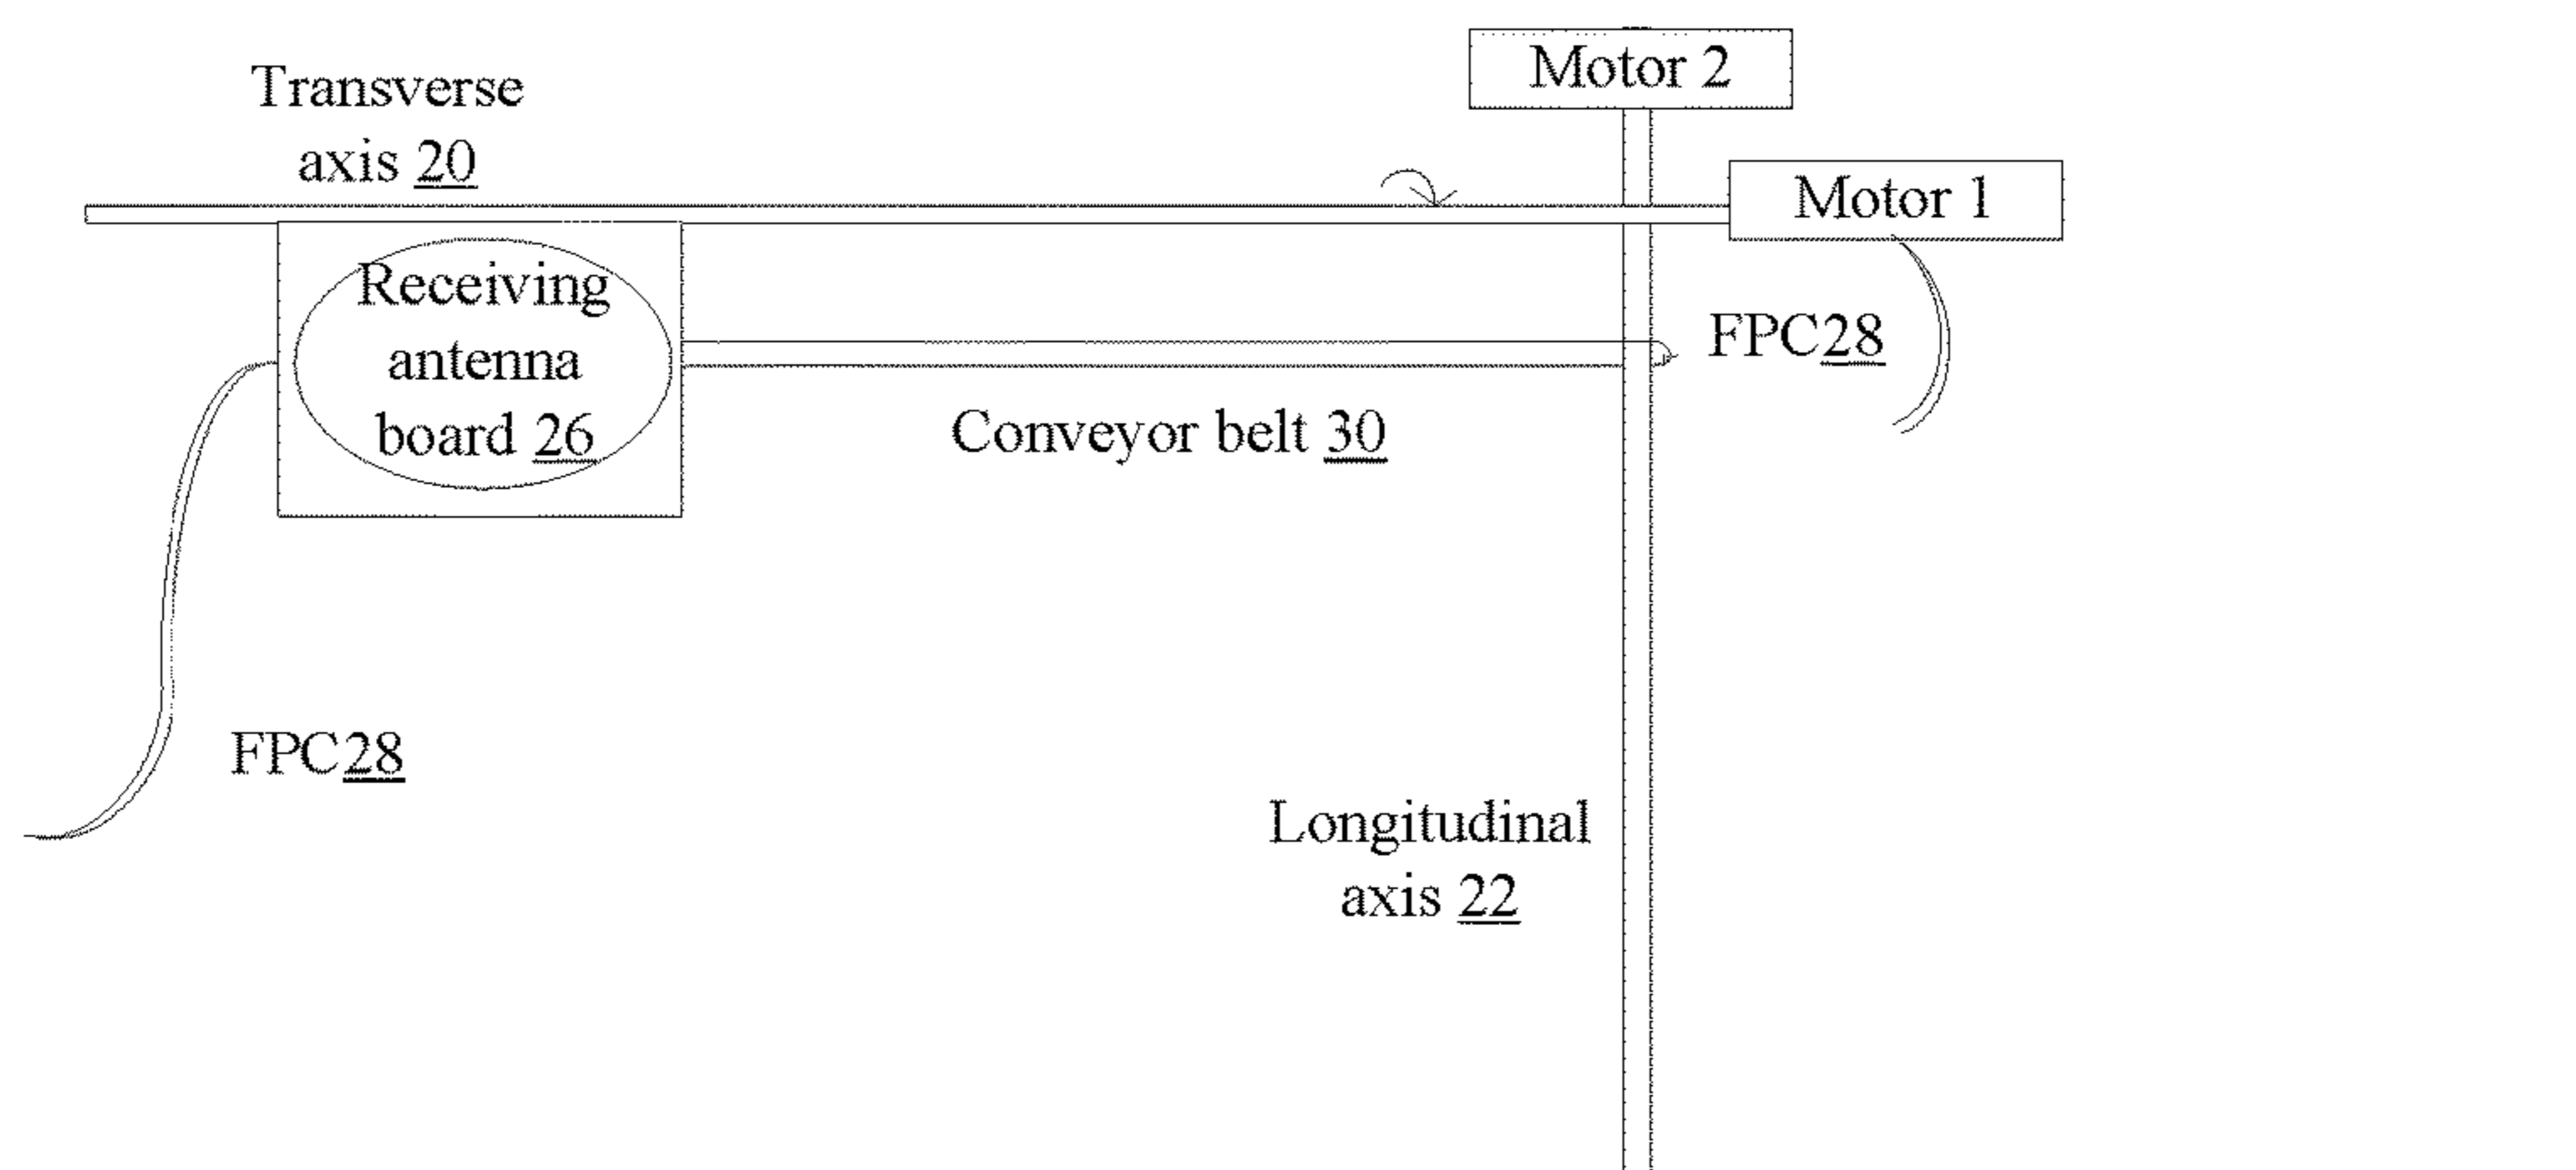 Motor 2
Transverse
axis 20
Motor 1
Receiving
antenna
board 26
FPC28
Conveyor belt 30
FPC28
Longitudinal
axis 22